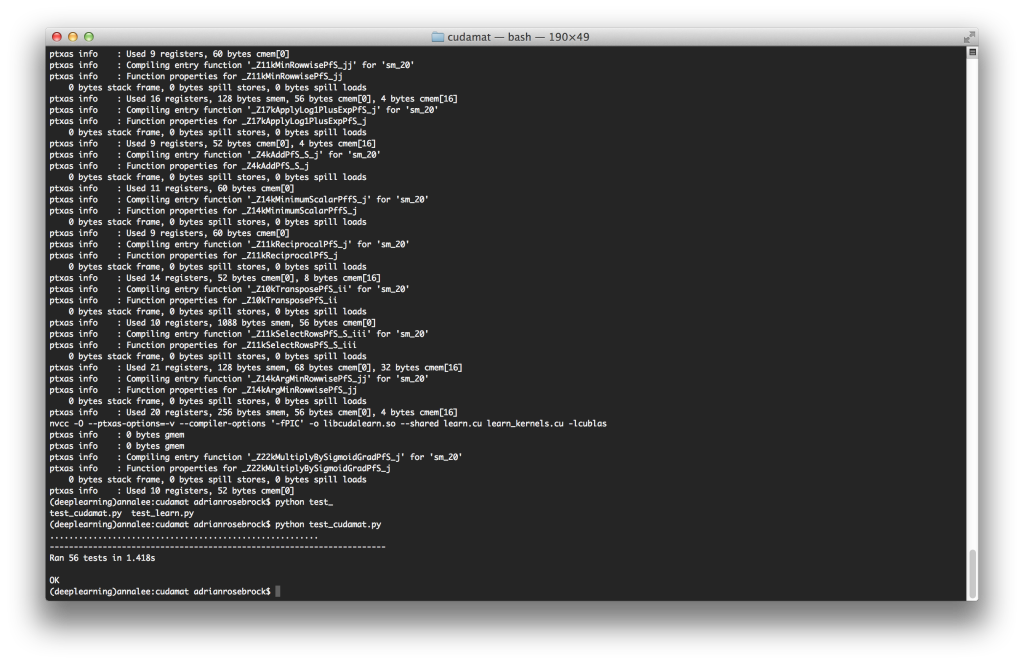 cudamat — bash — 190×49
ptxas info    : Used 9 registers, 60 bytes cmem[0]
ptxas info    : Compiling entry function '_Z11kMinRowwisePfS_jj' for 'sm_20'
ptxas info    : Function properties for _Z11kMinRowwisePfS_jj
    0 bytes stack frame, 0 bytes spill stores, 0 bytes spill loads
ptxas info    : Used 16 registers, 128 bytes smem, 56 bytes cmem[0], 4 bytes cmem[16]
ptxas info    : Compiling entry function '_Z17kApplyLog1PlusExpPfS_j' for 'sm_20'
ptxas info    : Function properties for _Z17kApplyLog1PlusExpPfS_j
    0 bytes stack frame, 0 bytes spill stores, 0 bytes spill loads
ptxas info    : Used 9 registers, 52 bytes cmem[0], 4 bytes cmem[16]
ptxas info    : Compiling entry function '_Z4kAddPfS_S_j' for 'sm_20'
ptxas info    : Function properties for _Z4kAddPfS_S_j
    0 bytes stack frame, 0 bytes spill stores, 0 bytes spill loads
ptxas info    : Used 11 registers, 60 bytes cmem[0]
ptxas info    : Compiling entry function '_Z14kMinimumScalarPffS_j' for 'sm_20'
ptxas info    : Function properties for _Z14kMinimumScalarPffS_j
    0 bytes stack frame, 0 bytes spill stores, 0 bytes spill loads
ptxas info    : Used 9 registers, 60 bytes cmem[0]
ptxas info    : Compiling entry function '_Z11kReciprocalPfS_j' for 'sm_20'
ptxas info    : Function properties for _Z11kReciprocalPfS_j
    0 bytes stack frame, 0 bytes spill stores, 0 bytes spill loads
ptxas info    : Used 14 registers, 52 bytes cmem[0], 8 bytes cmem[16]
ptxas info    : Compiling entry function '_Z10kTransposePfS_ii' for 'sm_20'
ptxas info    : Function properties for _Z10kTransposePfS_ii
    0 bytes stack frame, 0 bytes spill stores, 0 bytes spill loads
ptxas info    : Used 10 registers, 1088 bytes smem, 56 bytes cmem[0]
ptxas info    : Compiling entry function '_Z11kSelectRowsPfS_S_iii' for 'sm_20'
ptxas info    : Function properties for _Z11kSelectRowsPfS_S_iii
    0 bytes stack frame, 0 bytes spill stores, 0 bytes spill loads
ptxas info    : Used 21 registers, 128 bytes smem, 68 bytes cmem[0], 32 bytes cmem[16]
ptxas info    : Compiling entry function '_Z14kArgMinRowwisePfS_jj' for 'sm_20'
ptxas info    : Function properties for _Z14kArgMinRowwisePfS_jj
    0 bytes stack frame, 0 bytes spill stores, 0 bytes spill loads
ptxas info    : Used 20 registers, 256 bytes smem, 56 bytes cmem[0], 4 bytes cmem[16]
nvcc -O --ptxas-options=-v --compiler-options '-fPIC' -o libcudalearn.so --shared learn.cu learn_kernels.cu -lcublas
ptxas info    : 0 bytes gmem
ptxas info    : 0 bytes gmem
ptxas info    : Compiling entry function '_Z22kMultiplyBySigmoidGradPfS_j' for 'sm_20'
ptxas info    : Function properties for _Z22kMultiplyBySigmoidGradPfS_j
    0 bytes stack frame, 0 bytes spill stores, 0 bytes spill loads
ptxas info    : Used 10 registers, 52 bytes cmem[0]
(deeplearning)annalee:cudamat adrianrosebrock$ python test_
test_cudamat.py  test_learn.py
(deeplearning)annalee:cudamat adrianrosebrock$ python test_cudamat.py
........................................................
----------------------------------------------------------------------
Ran 56 tests in 1.418s

OK
(deeplearning)annalee:cudamat adrianrosebrock$